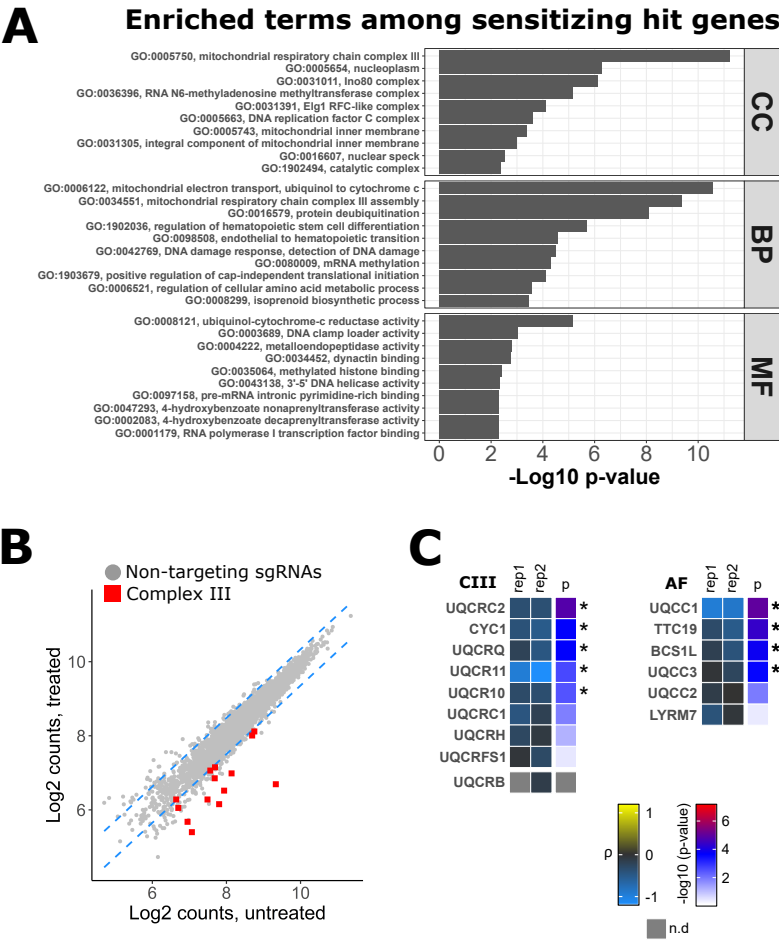 A
Enriched terms among sensitizing hit genes
GO:0005750, mitochondrial respiratory chain complex III
GO:0005654, nucleoplasm
GO:0031011, Ino80 complex
GO:0036396, RNA N6-methyladenosine methyltransferase complex
GO:0031391, Elg1 RFC-like complex
GO:0005663, DNA replication factor C complex
GO:0005743, mitochondrial inner membrane
GO:0031305, integral component of mitochondrial inner membrane
GO:0016607, nuclear speck
GO:1902494, catalytic complex
CC
GO:0006122, mitochondrial electron transport, ubiquinol to cytochrome c
GO:0034551, mitochondrial respiratory chain complex III assembly
GO:0016579, protein deubiquitination
GO:1902036, regulation of hematopoietic stem cell differentiation
GO:0098508, endothelial to hematopoietic transition
GO:0042769, DNA damage response, detection of DNA damage
GO:0080009, mRNA methylation
GO:1903679, positive regulation of cap-independent translational initiation
GO:0006521, regulation of cellular amino acid metabolic process
GO:0008299, isoprenoid biosynthetic process
BP
GO:0008121, ubiquinol-cytochrome-c reductase activity
GO:0003689, DNA clamp loader activity
GO:0004222, metalloendopeptidase activity
GO:0034452, dynactin binding
GO:0035064, methylated histone binding
GO:0043138, 3'-5' DNA helicase activity
GO:0097158, pre-mRNA intronic pyrimidine-rich binding
GO:0047293, 4-hydroxybenzoate nonaprenyltransferase activity
GO:0002083, 4-hydroxybenzoate decaprenyltransferase activity
GO:0001179, RNA polymerase I transcription factor binding
MF
0 2 4 6 8 10
-Log10 p-value
B
Non-targeting sgRNAs
Complex III
Log2 counts, treated
10
8
6
6 8 10
Log2 counts, untreated
C
CIII rep1 rep2 p
UQCRC2 *
CYC1 *
UQCRQ *
UQCR11 *
UQCR10 *
UQCRC1
UQCRH
UQCRFS1
UQCRB
AF rep1 rep2 p
UQCC1 *
TTC19 *
BCS1L *
UQCC3 *
UQCC2
LYRM7
ρ
1
0
-1
-log10 (p-value)
6
4
2
n.d